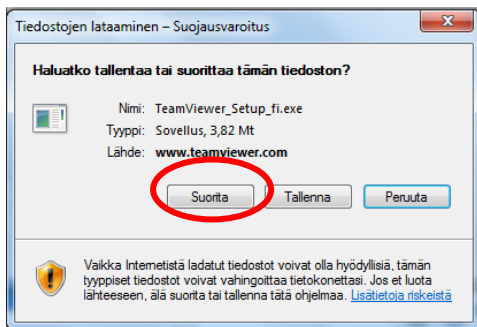 Tiedostojen lataaminen – Suojausvaroitus
Haluatko tallentaa tai suorittaa tämän tiedoston?
Nimi: TeamViewer_Setup_fi.exe
Tyyppi: Sovellus, 3,82 Mt
Lähde: www.teamviewer.com
Suorita Tallenna Peruuta
Vaikka Internetistä ladatut tiedostot voivat olla hyödyllisiä, tämän
tyyppiset tiedostot voivat vahingoittaa tietokonettasi. Jos et luota
lähteeseen, älä suorita tai tallenna tätä ohjelmaa. Lisätietoja riskeistä